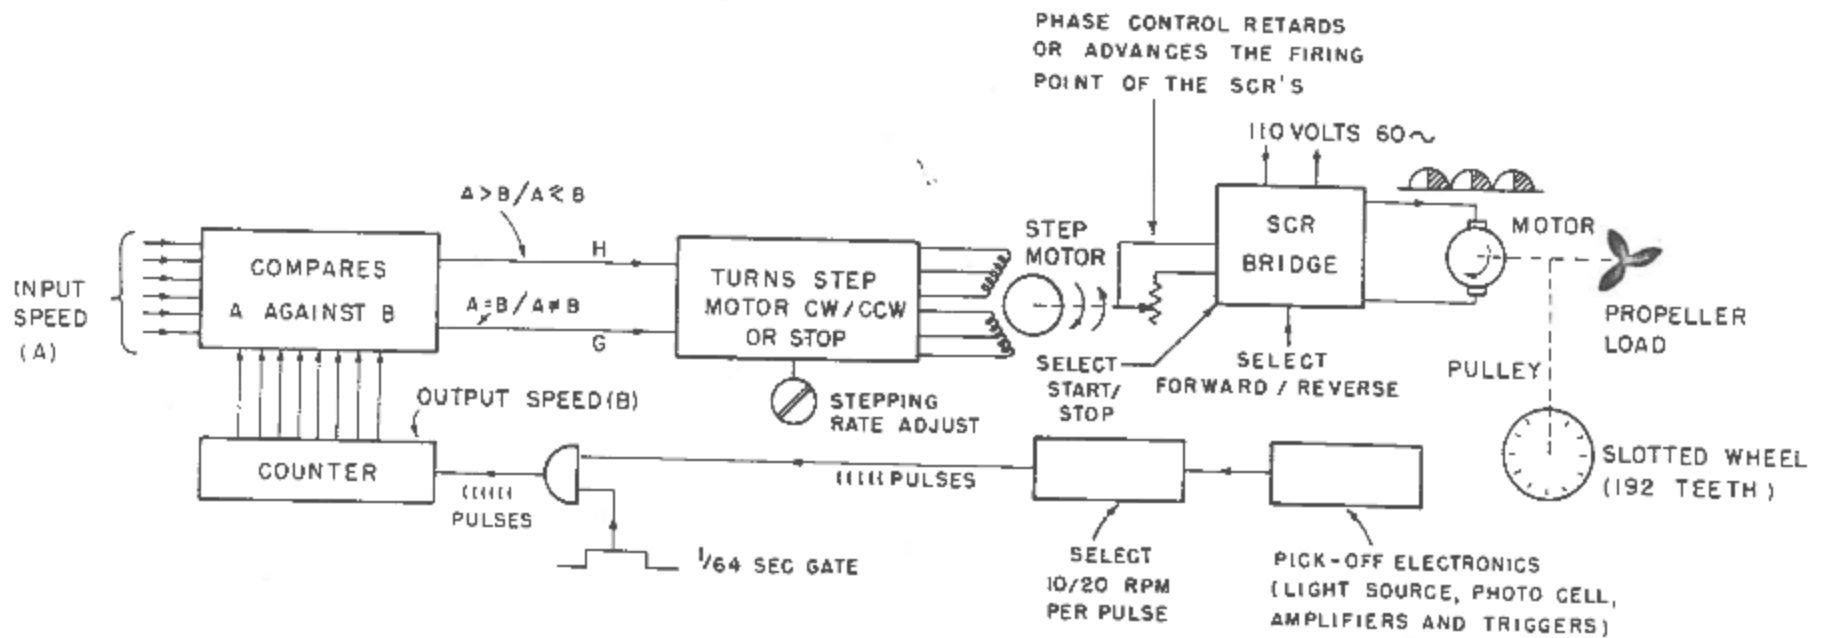 PHASE CONTROL RETARDS
OR ADVANCES THE FIRING
POINT OF THE SCR'S
110 VOLTS 60~
A>B/A≤B
H
STEP
MOTOR
SCR
BRIDGE
MOTOR
INPUT
SPEED
(A)
COMPARES
A AGAINST B
A=B/A≠B
G
TURNS STEP
MOTOR CW/CCW
OR STOP
PROPELLER
LOAD
SELECT
START/
STOP
SELECT
FORWARD / REVERSE
PULLEY
OUTPUT SPEED(B)
STEPPING
RATE ADJUST
COUNTER
PULSES
PULSES
SLOTTED WHEEL
(192 TEETH)
1/64 SEC GATE
SELECT
10/20 RPM
PER PULSE
PICK-OFF ELECTRONICS
(LIGHT SOURCE, PHOTO CELL,
AMPLIFIERS AND TRIGGERS)